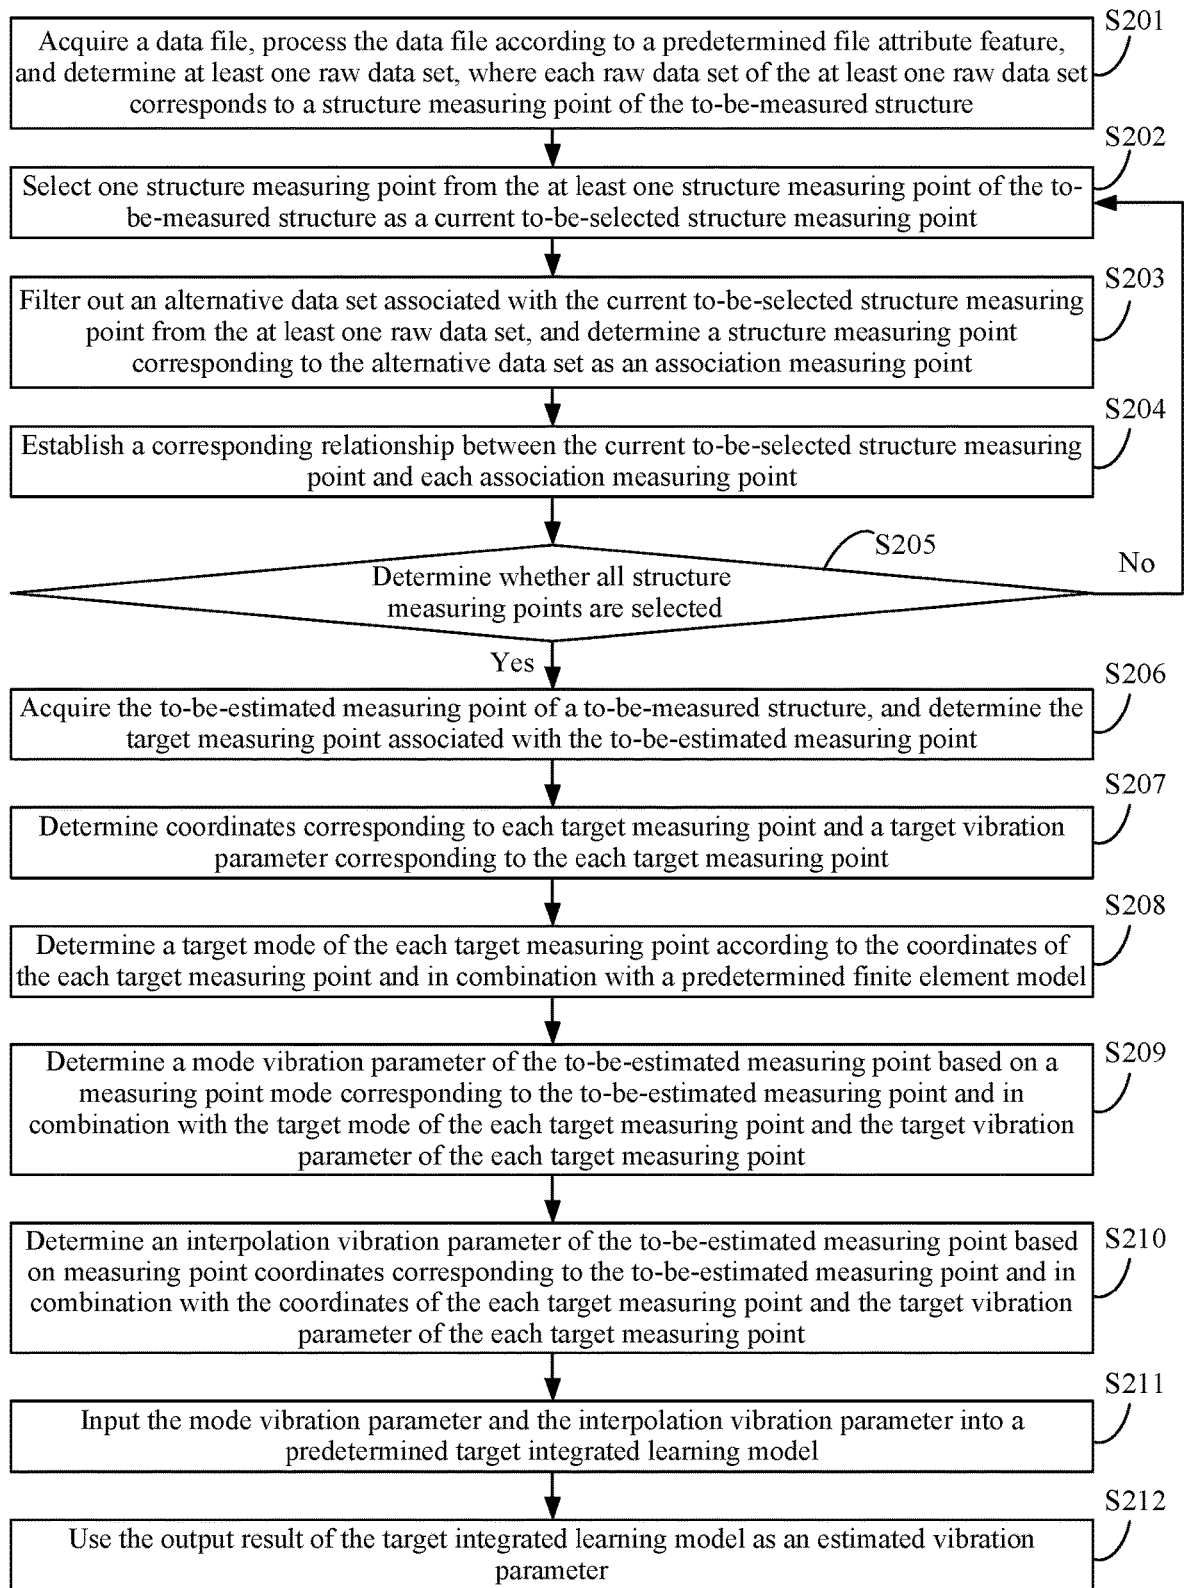 S201
Acquire a data file, process the data file according to a predetermined file attribute feature,
and determine at least one raw data set, where each raw data set of the at least one raw data set
corresponds to a structure measuring point of the to-be-measured structure
S202
Select one structure measuring point from the at least one structure measuring point of the to-
be-measured structure as a current to-be-selected structure measuring point
S203
Filter out an alternative data set associated with the current to-be-selected structure measuring
point from the at least one raw data set, and determine a structure measuring point
corresponding to the alternative data set as an association measuring point
S204
Establish a corresponding relationship between the current to-be-selected structure measuring
point and each association measuring point
S205
Determine whether all structure
measuring points are selected
No
Yes
S206
Acquire the to-be-estimated measuring point of a to-be-measured structure, and determine the
target measuring point associated with the to-be-estimated measuring point
S207
Determine coordinates corresponding to each target measuring point and a target vibration
parameter corresponding to the each target measuring point
S208
Determine a target mode of the each target measuring point according to the coordinates of
the each target measuring point and in combination with a predetermined finite element model
S209
Determine a mode vibration parameter of the to-be-estimated measuring point based on a
measuring point mode corresponding to the to-be-estimated measuring point and in
combination with the target mode of the each target measuring point and the target vibration
parameter of the each target measuring point
S210
Determine an interpolation vibration parameter of the to-be-estimated measuring point based
on measuring point coordinates corresponding to the to-be-estimated measuring point and in
combination with the coordinates of the each target measuring point and the target vibration
parameter of the each target measuring point
S211
Input the mode vibration parameter and the interpolation vibration parameter into a
predetermined target integrated learning model
S212
Use the output result of the target integrated learning model as an estimated vibration
parameter